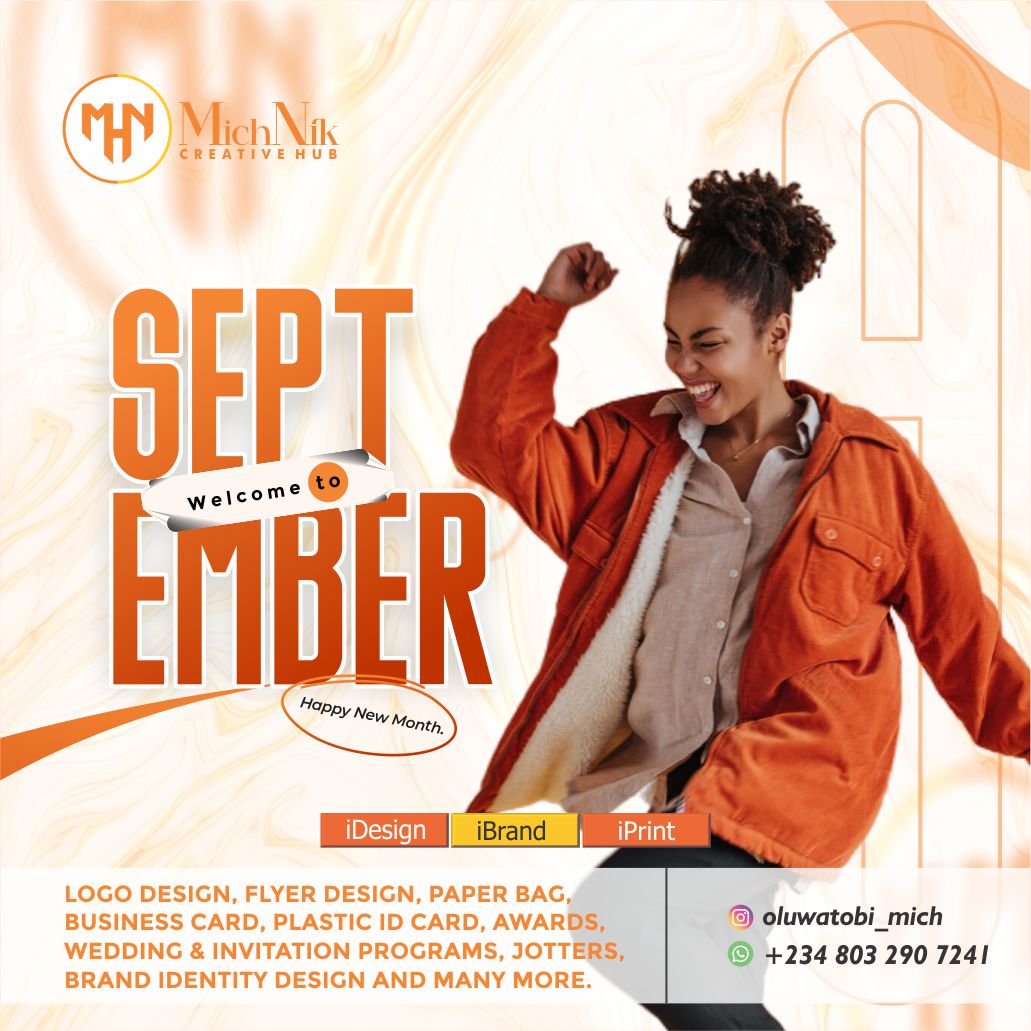 MHN
MichNik
CREATIVE HUB
SEPT
Welcome to
EMBER
Happy New Month.
iDesign iBrand iPrint
LOGO DESIGN, FLYER DESIGN, PAPER BAG,
BUSINESS CARD, PLASTIC ID CARD, AWARDS,
WEDDING & INVITATION PROGRAMS, JOTTERS,
BRAND IDENTITY DESIGN AND MANY MORE.
oluwatobi_mich
+234 803 290 7241